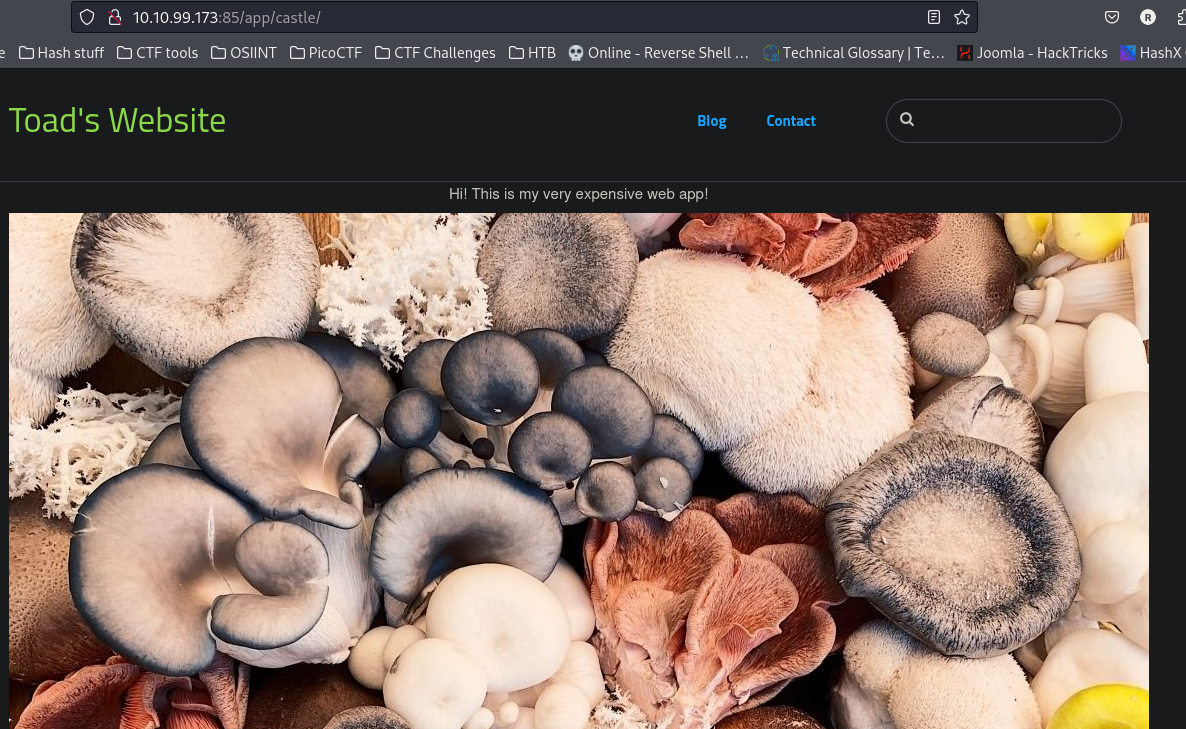 10.10.99.173:85/app/castle/
e Hash stuff CTF tools OSIINT PicoCTF CTF Challenges HTB Online - Reverse Shell ... Technical Glossary | Te... Joomla - HackTricks HashX
R
Toad's Website
Blog Contact
Hi! This is my very expensive web app!